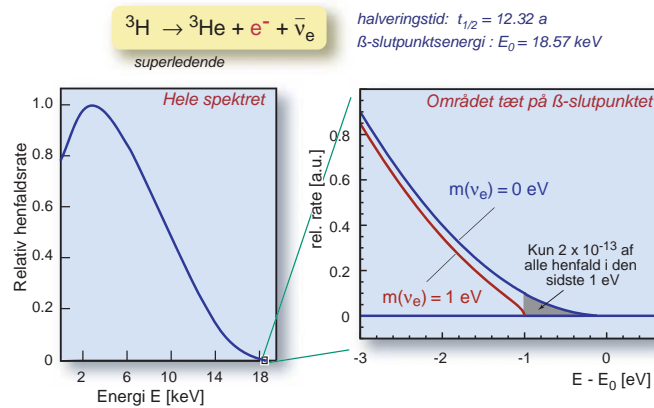 ³H → ³He + e⁻ + ν̅ₑ
superledende
halveringstid: t₁/₂ = 12.32 a
ß-slutpunktsenergi : E₀ = 18.57 keV
Hele spektret
Relativ henfaldsrate
1.0
0.8
0.6
0.4
0.2
0
2
6
10
14
18
Energi E [keV]
Området tæt på ß-slutpunktet
rel. rate [a.u.]
0.8
0.6
0.4
0.2
0
m(νₑ) = 0 eV
Kun 2 x 10⁻¹³ af
alle henfald i den
sidste 1 eV
m(νₑ) = 1 eV
-3
-2
-1
0
E - E₀ [eV]